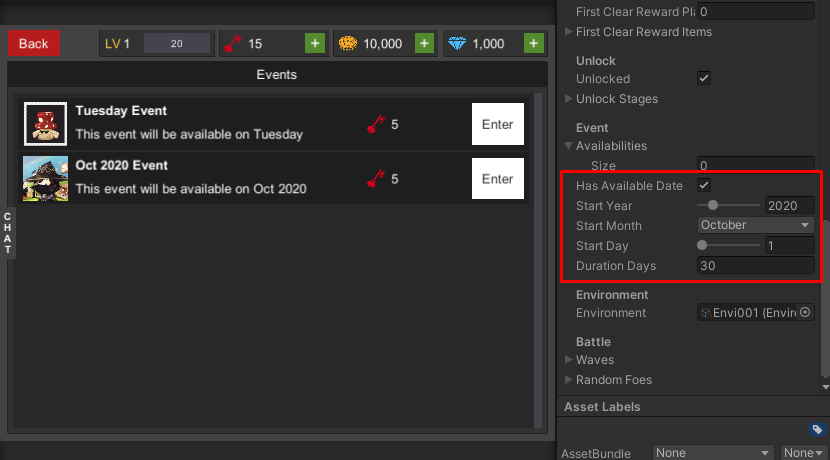 Back
LV 1
20
15
+
10,000
+
1,000
+
Events
Tuesday Event
This event will be available on Tuesday
5
Enter
Oct 2020 Event
This event will be available on Oct 2020
5
Enter
CHAT
First Clear Reward Pla
0
First Clear Reward Items
Unlock
Unlocked
Unlock Stages
Event
Availabilities
Size
0
Has Available Date
Start Year
2020
Start Month
October
Start Day
1
Duration Days
30
Environment
Environment
Envi001 (Enviro
Battle
Waves
Random Foes
Asset Labels
AssetBundle
None
None